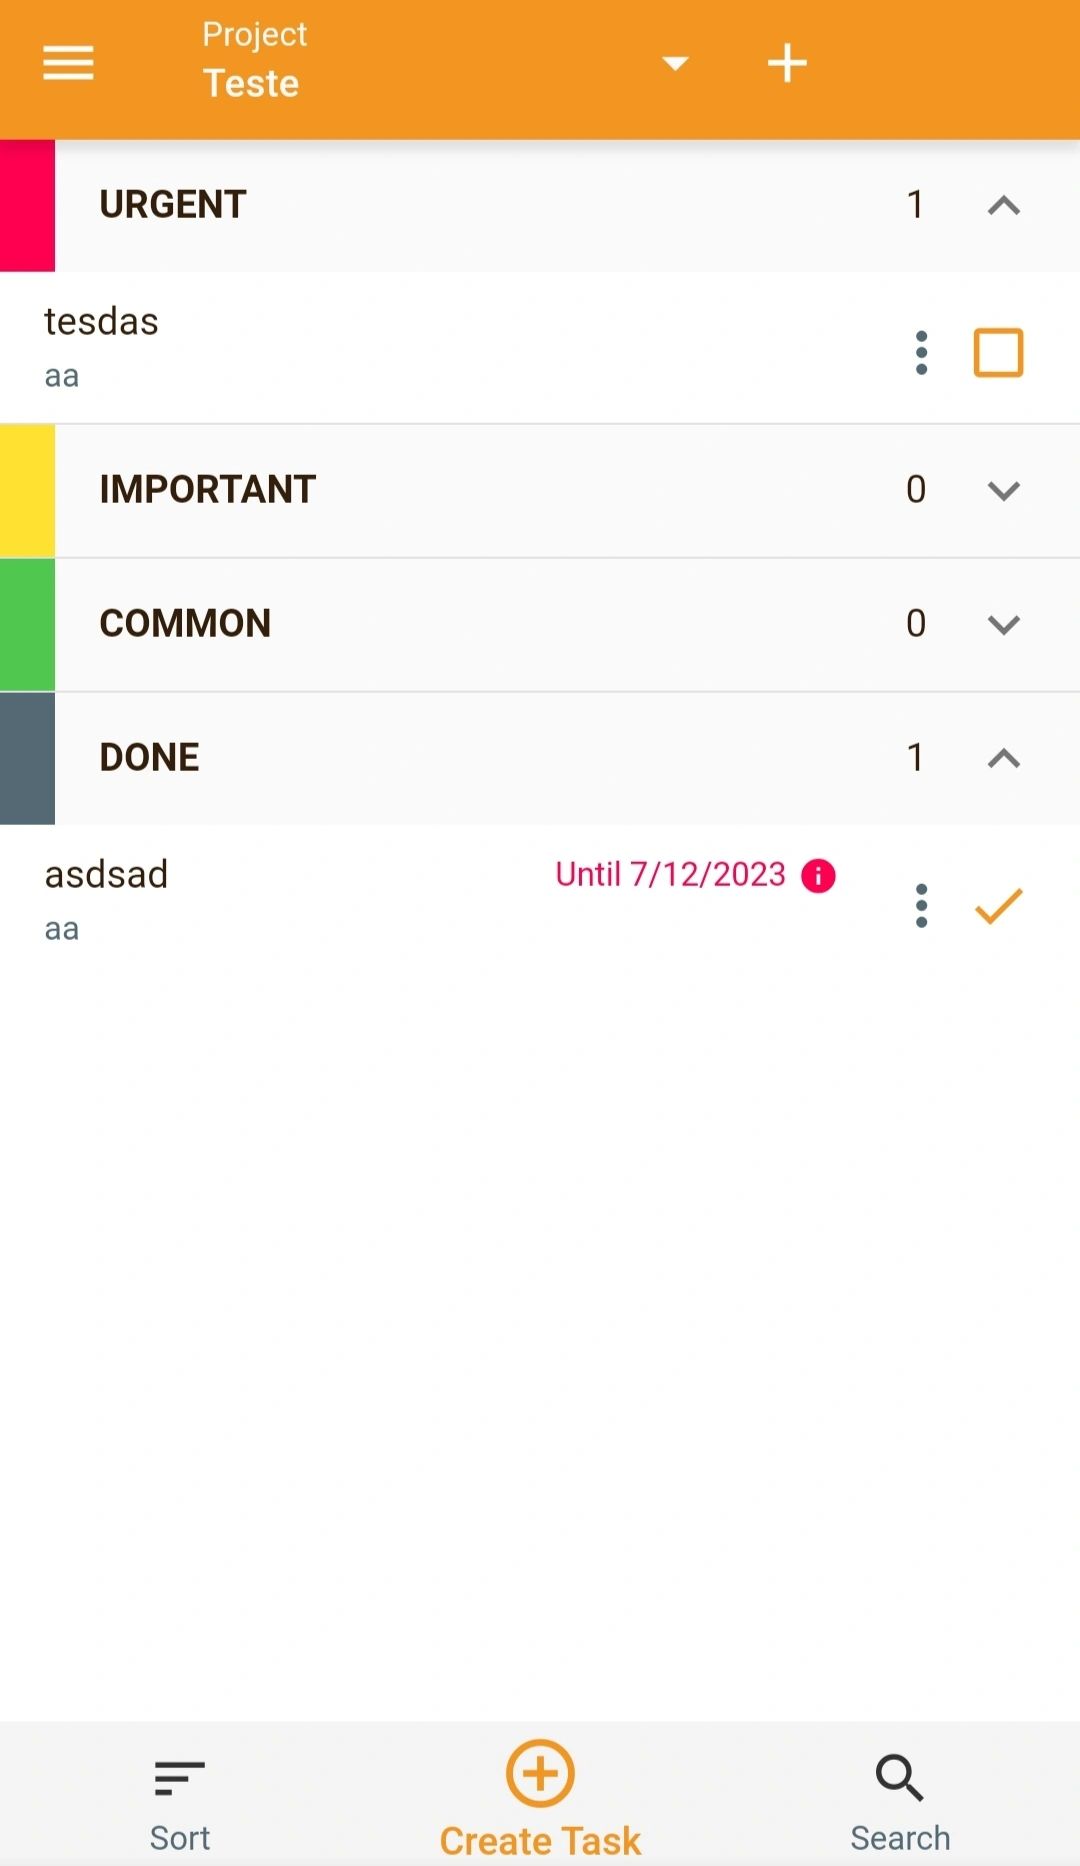 Project
Teste
URGENT 1
tesdas
aa
IMPORTANT 0
COMMON 0
DONE 1
asdsad Until 7/12/2023
aa
Sort Create Task Search